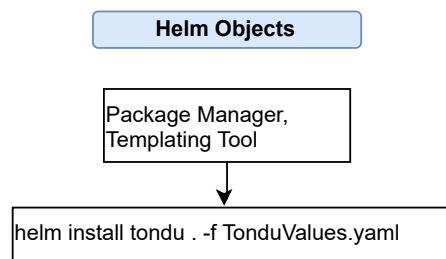 Helm Objects
Package Manager,
Templating Tool
helm install tondu . -f TonduValues.yaml